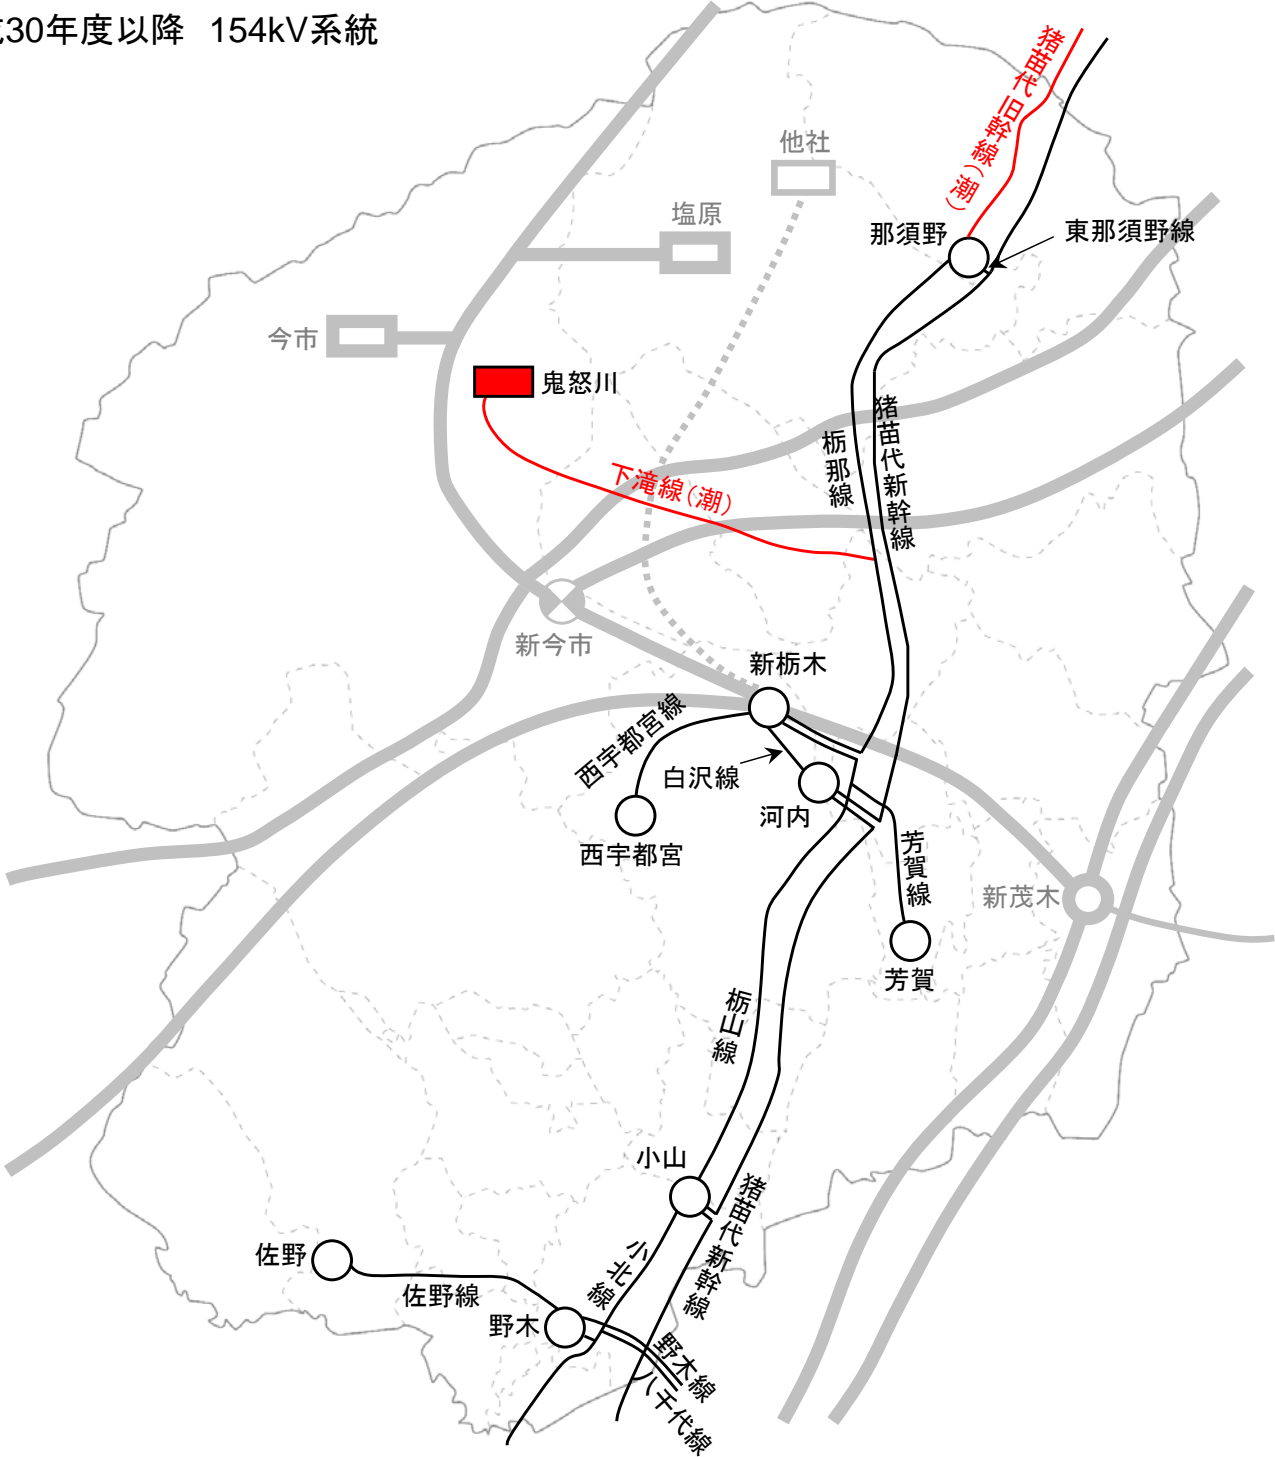 30年度以降 154kV系統
猪苗代旧幹線(潮)
他社
塩原
那須野
東那須野線
今市
鬼怒川
猪苗代新幹線
栃那線
下滝線(潮)
新今市
新栃木
西宇都宮線
白沢線
河内
西宇都宮
芳賀線
新茂木
芳賀
栃山線
小山
猪苗代新幹線
小北線
佐野
佐野線
野木
野木線
八千代線